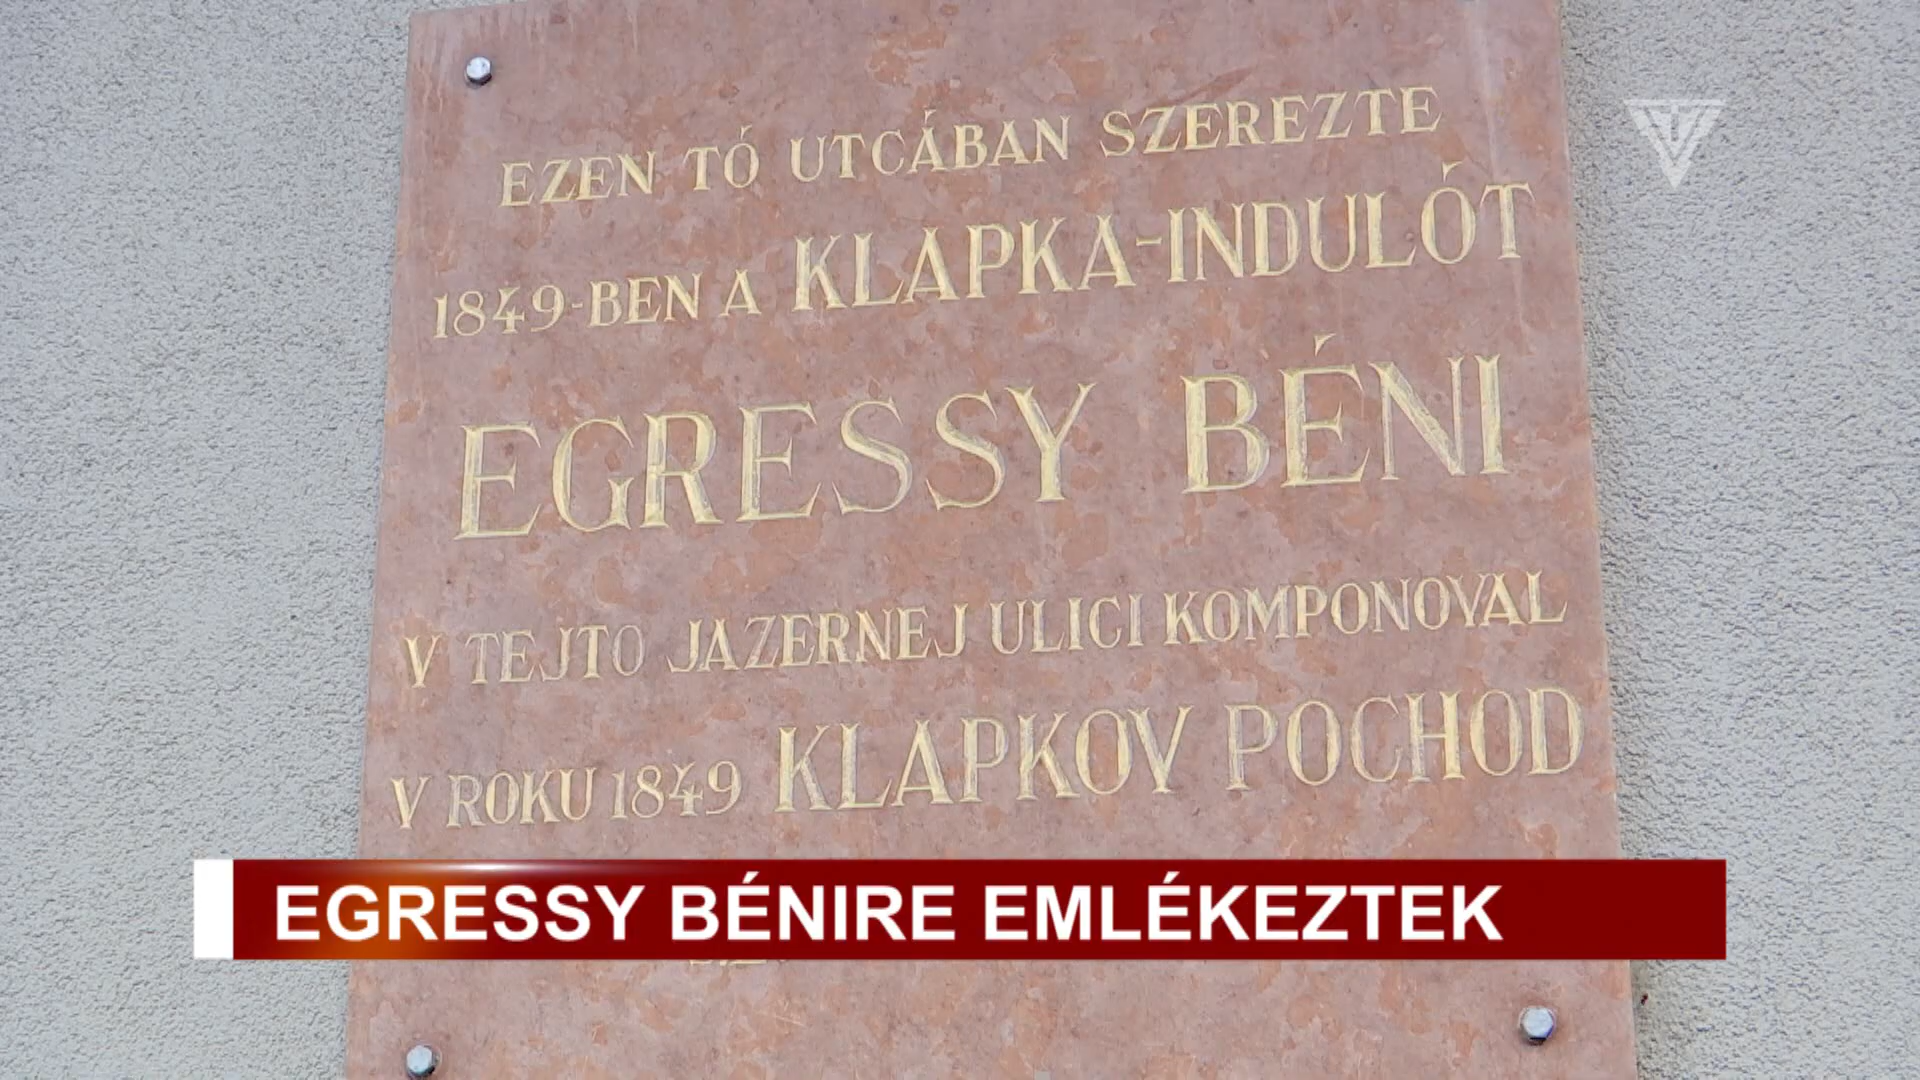 EZEN TÓ UTCÁBAN SZEREZTE
1849-BEN A KLAPKA-INDULÓT
EGRESSY BÉNI
V TEJTO JAZERNEJ ULICI KOMPONOVAL
V ROKU 1849 KLAPKOV POCHOD
EGRESSY BÉNIRE EMLÉKEZTEK